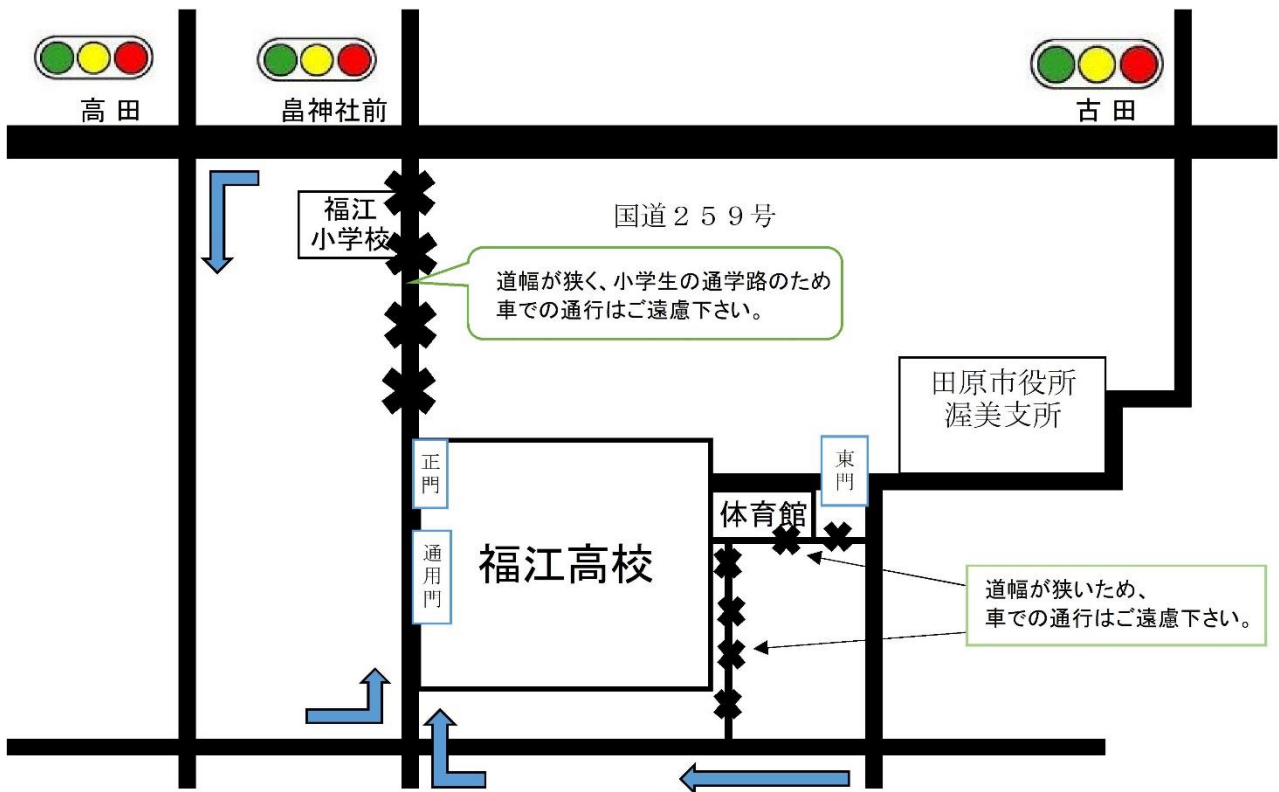 高田
畠神社前
古田
福江
小学校
国道２５９号
道幅が狭く、小学生の通学路のため
車での通行はご遠慮下さい。
田原市役所
渥美支所
正門
東門
体育館
通用門
福江高校
道幅が狭いため、
車での通行はご遠慮下さい。